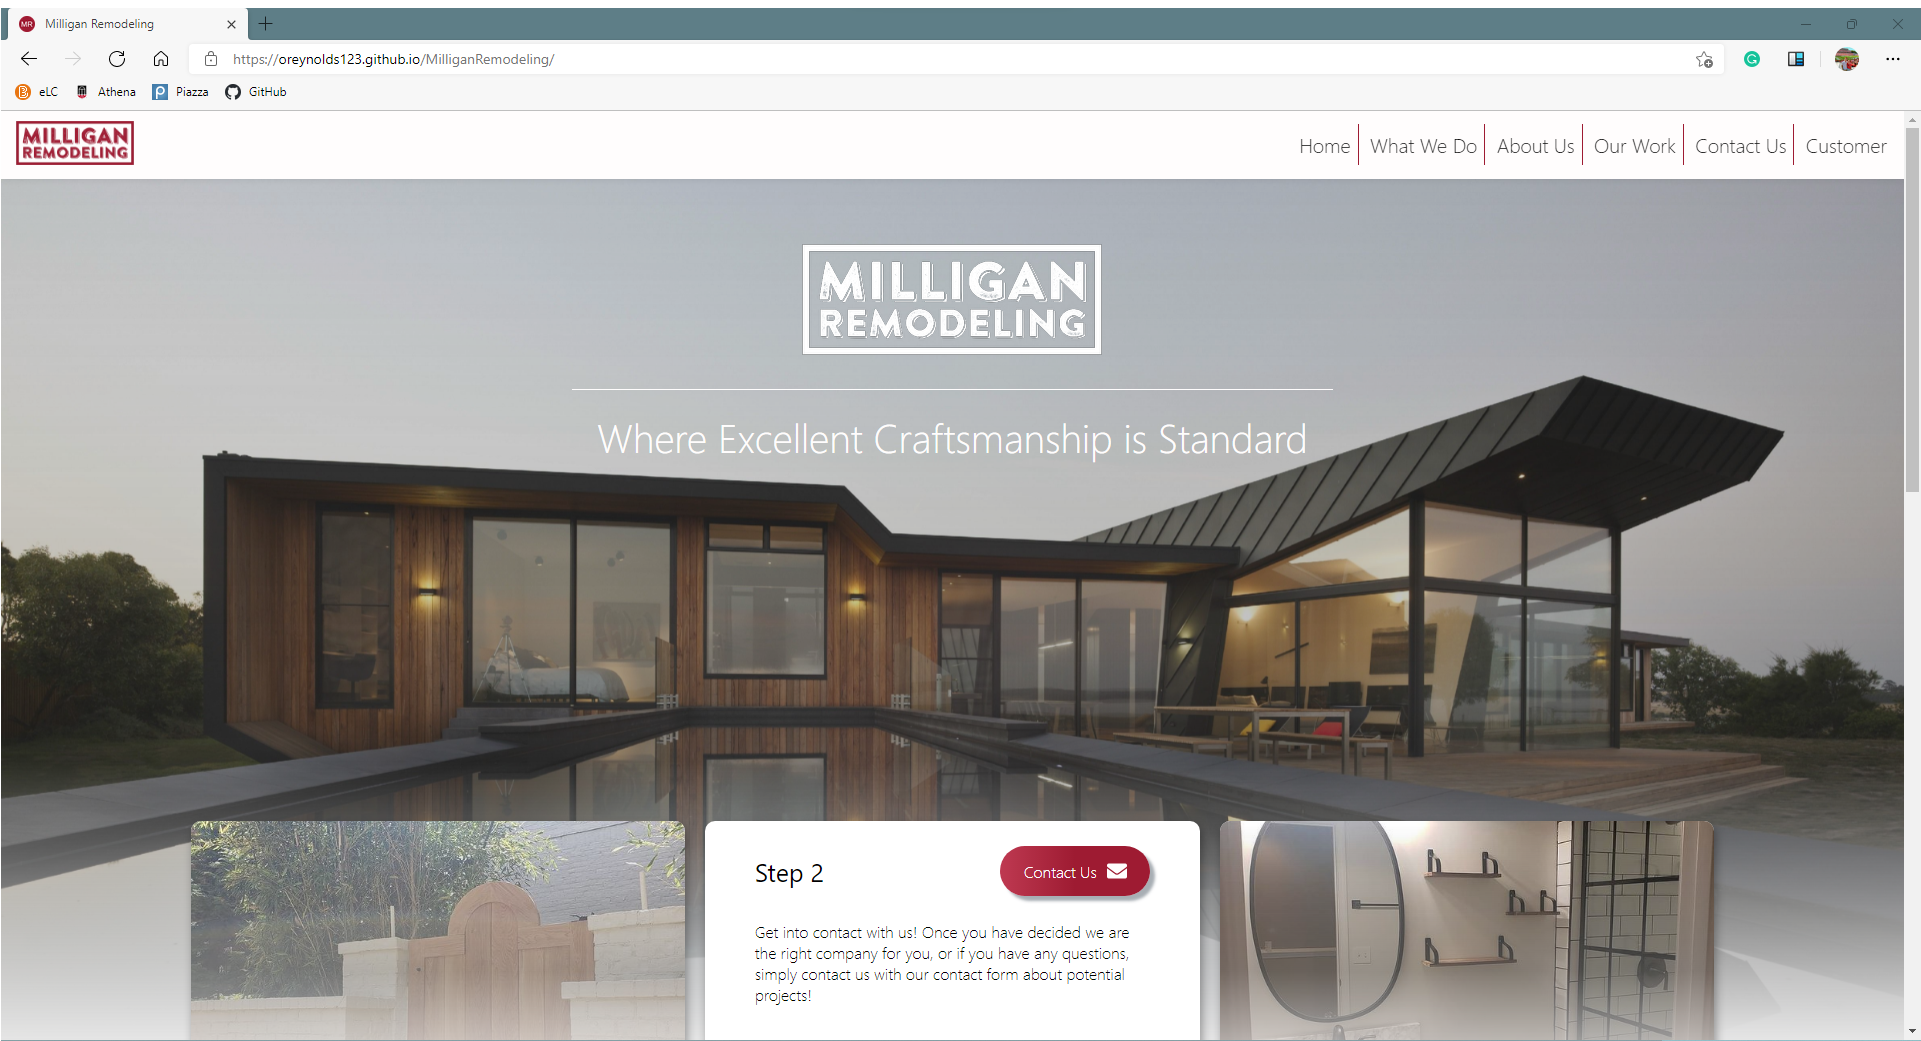 MR Milligan Remodeling
https://oreynolds123.github.io/MilliganRemodeling/
eLC Athena Piazza GitHub
MILLIGAN
REMODELING
Home What We Do About Us Our Work Contact Us Customer
MILLIGAN
REMODELING
Where Excellent Craftsmanship is Standard
Step 2
Contact Us
Get into contact with us! Once you have decided we are
the right company for you, or if you have any questions,
simply contact us with our contact form about potential
projects!